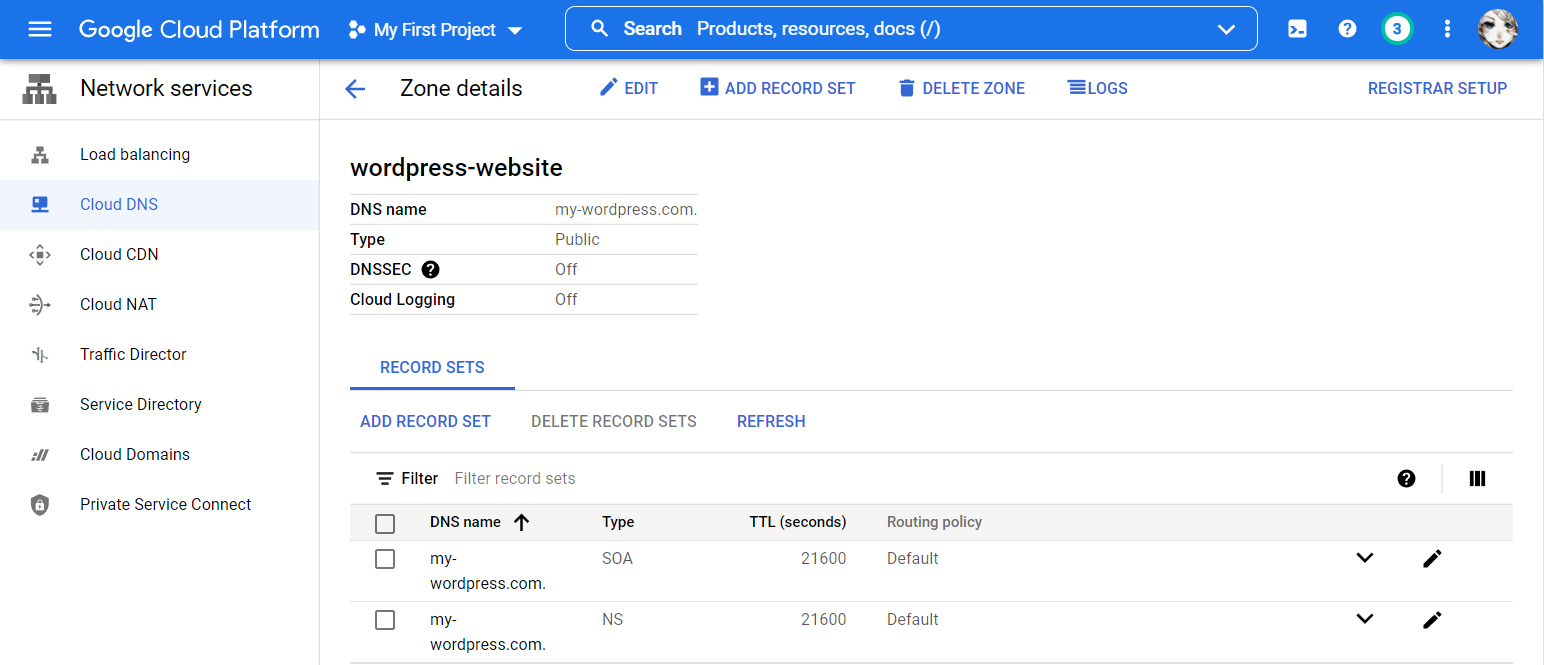 Google Cloud Platform My First Project Search Products, resources, docs (/) 3
Network services Zone details EDIT ADD RECORD SET DELETE ZONE LOGS REGISTRAR SETUP
Load balancing
Cloud DNS
Cloud CDN
Cloud NAT
Traffic Director
Service Directory
Cloud Domains
Private Service Connect
wordpress-website
DNS name my-wordpress.com.
Type Public
DNSSEC ? Off
Cloud Logging Off
RECORD SETS
ADD RECORD SET DELETE RECORD SETS REFRESH
Filter Filter record sets
DNS name Type TTL (seconds) Routing policy
my- SOA 21600 Default
wordpress.com.
my- NS 21600 Default
wordpress.com.